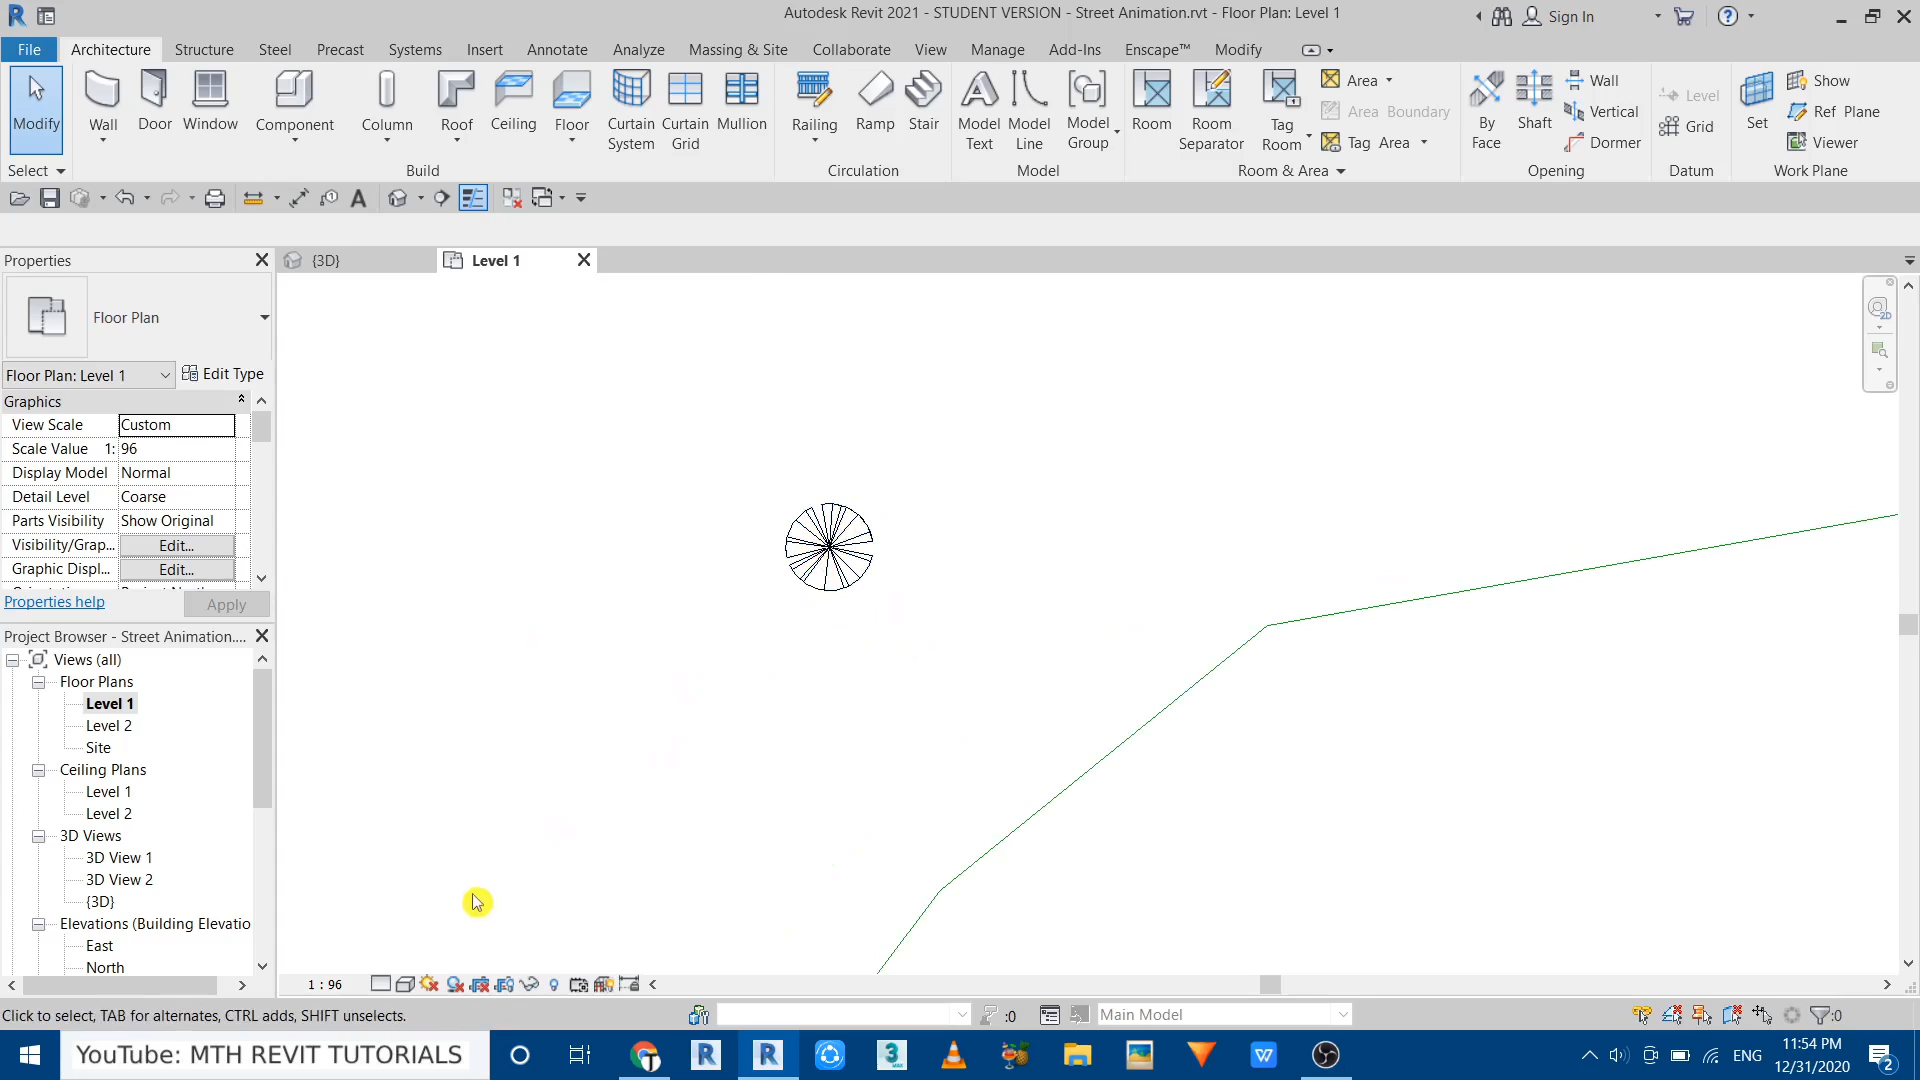 Autodesk Revit 2021 - STUDENT VERSION - Street Animation.rvt - Floor Plan: Level 1
Sign In
File Architecture Structure Steel Precast Systems Insert Annotate Analyze Massing & Site Collaborate View Manage Add-Ins Enscape™ Modify
Modify
Wall
Door
Window
Component
Column
Roof
Ceiling
Floor
Curtain System
Curtain Grid
Mullion
Railing
Ramp
Stair
Model Text
Model Line
Model Group
Room
Room Separator
Tag Room
Area
Area Boundary
Tag Area
By Face
Shaft
Wall
Vertical
Dormer
Level
Grid
Set
Show
Ref Plane
Viewer
Select
Build
Circulation
Model
Room & Area
Opening
Datum
Work Plane
Properties
{3D}
Level 1
Floor Plan
Floor Plan: Level 1
Edit Type
Graphics
View Scale Custom
Scale Value 1: 96
Display Model Normal
Detail Level Coarse
Parts Visibility Show Original
Visibility/Grap... Edit...
Graphic Displ... Edit...
Properties help
Apply
Project Browser - Street Animation....
Views (all)
Floor Plans
Level 1
Level 2
Site
Ceiling Plans
Level 1
Level 2
3D Views
3D View 1
3D View 2
{3D}
Elevations (Building Elevatio
East
North
1 : 96
Click to select, TAB for alternates, CTRL adds, SHIFT unselects.
:0
Main Model
:0
YouTube: MTH REVIT TUTORIALS
ENG
11:54 PM
12/31/2020
2